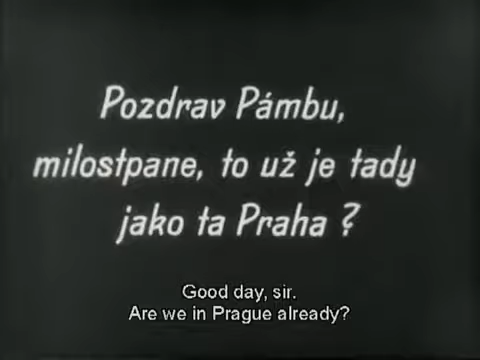 Pozdrav Pámbu,
milostpane, to už je tady
jako ta Praha ?
Good day, sir.
Are we in Prague already?